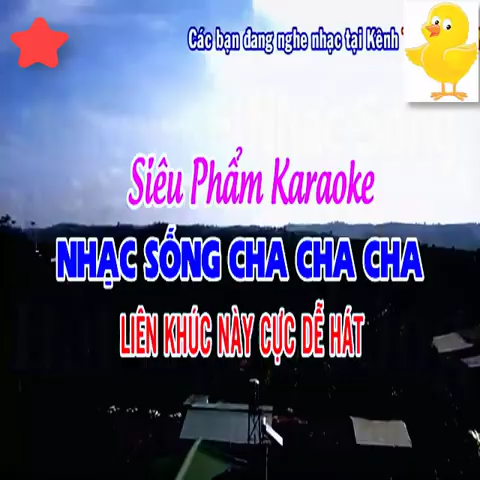 Các bạn đang nghe nhạc tại Kênh
Siêu Phẩm Karaoke
NHẠC SỐNG CHA CHA CHA
LIÊN KHÚC NÀY CỰC DỄ HÁT